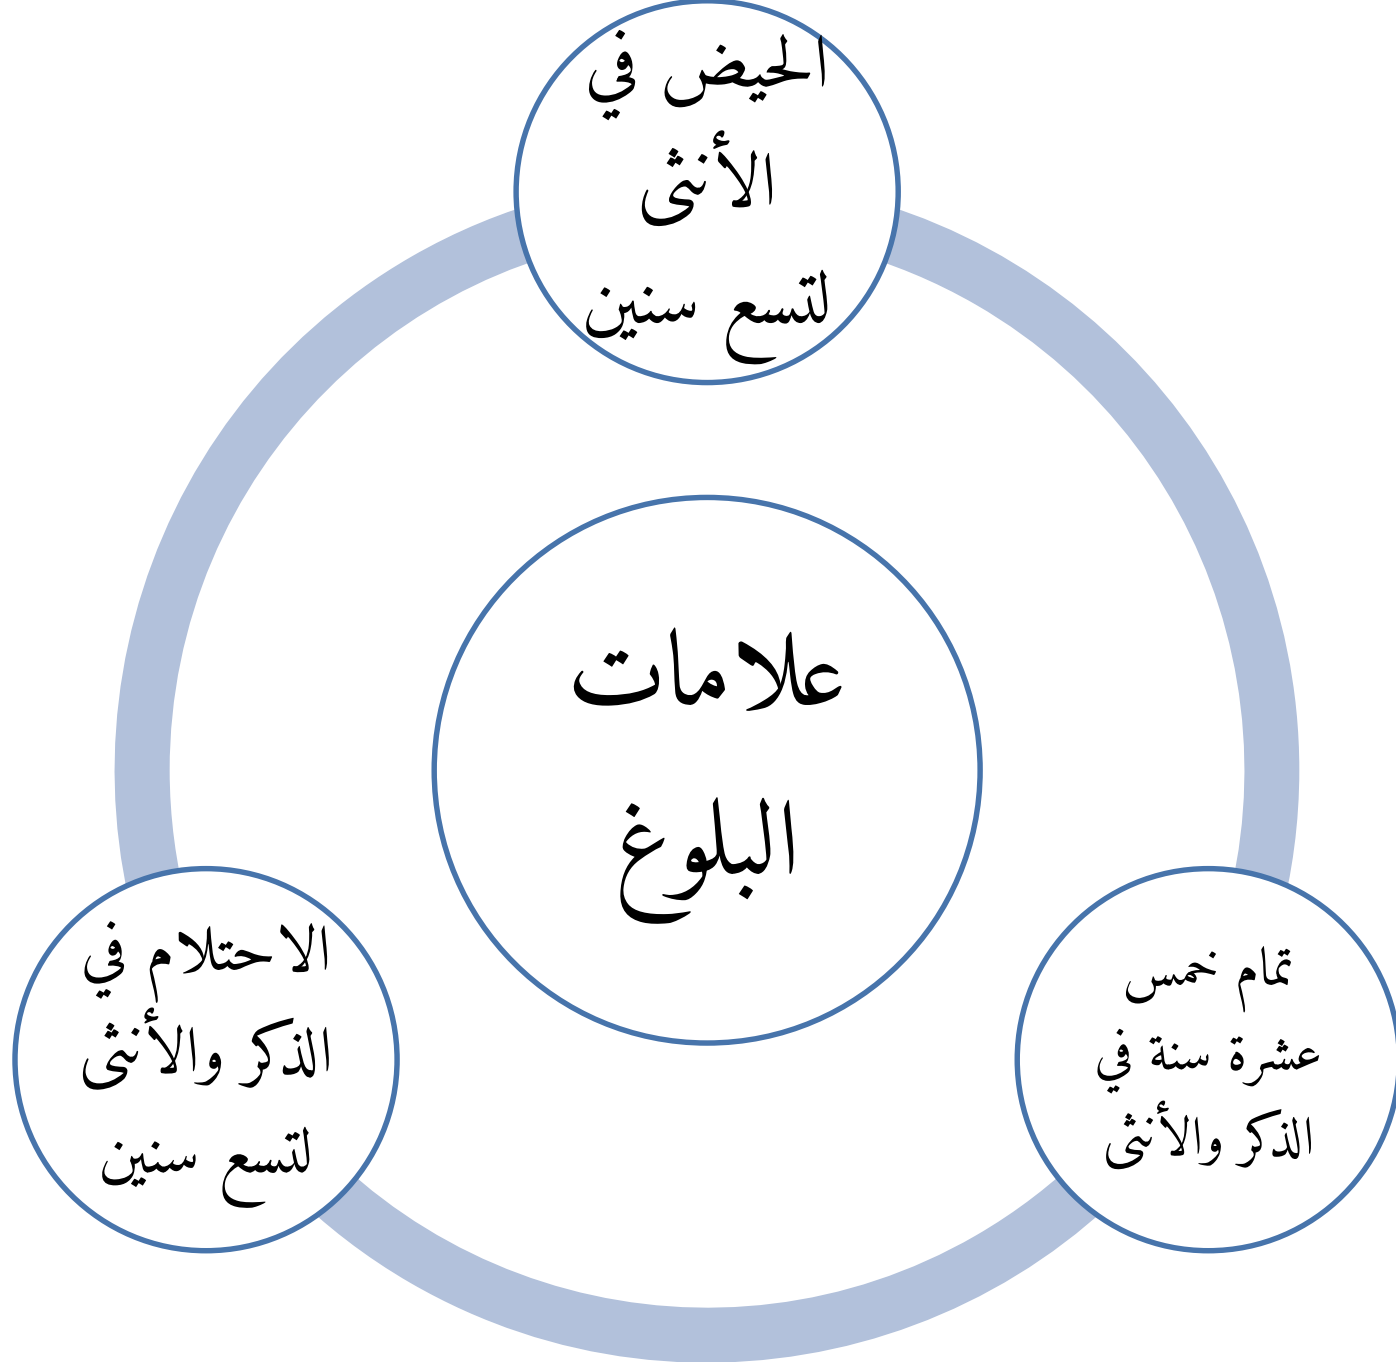 الحيض في
الأنثى
لتسع سنين
علامات
البلوغ
تمام خمس
عشرة سنة في
الذكر والأنثى
الاحتلام في
الذكر والأنثى
لتسع سنين